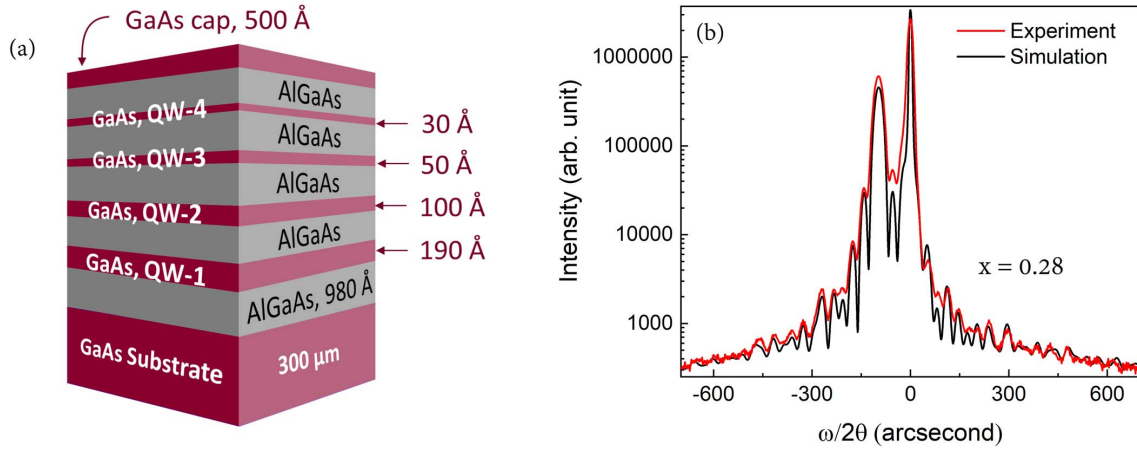 (a)
GaAs cap, 500 Å
AlGaAs
GaAs, QW-4
30 Å
AlGaAs
GaAs, QW-3
50 Å
AlGaAs
GaAs, QW-2
100 Å
AlGaAs
GaAs, QW-1
190 Å
AlGaAs, 980 Å
GaAs Substrate
300 µm
(b)
Experiment
Simulation
1000000
100000
10000
1000
Intensity (arb. unit)
x = 0.28
-600 -300 0 300 600
ω/2θ (arcsecond)